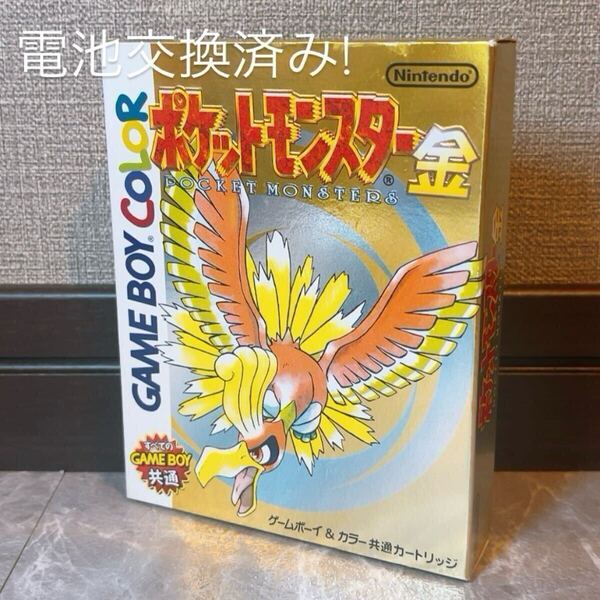 電池交換済み!
Nintendo
GAME BOY COLOR
ポケットモンスター
金
POCKET MONSTERS
すべての
GAME BOY
共通
ゲームボーイ & カラー共通カートリッジ